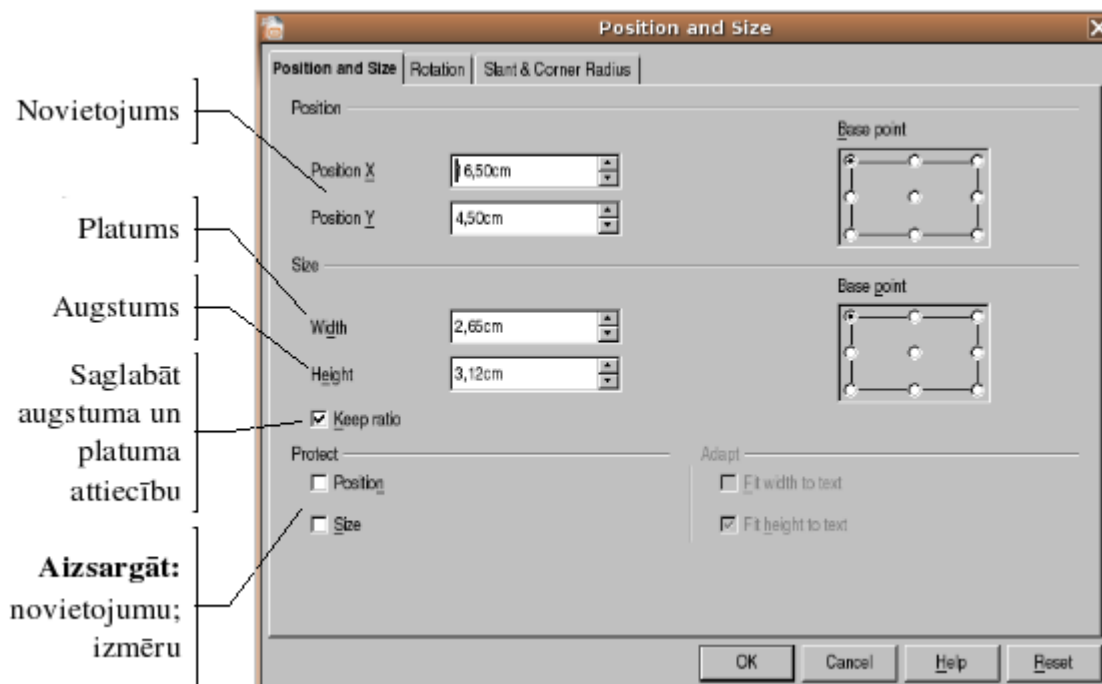 Position and Size
Position and Size Rotation Slant & Corner Radius
Novietojums
Platums
Augstums
Saglabāt
augstuma un
platuma
attiecību
Aizsargāt:
novietojumu;
izmēru
Position
Base point
Position X 16,50cm
Position Y 4,50cm
Size
Base point
Width 2,65cm
Height 3,12cm
Keep ratio
Protect
Position
Size
Adapt
Fit width to text
Fit height to text
OK Cancel Help Reset